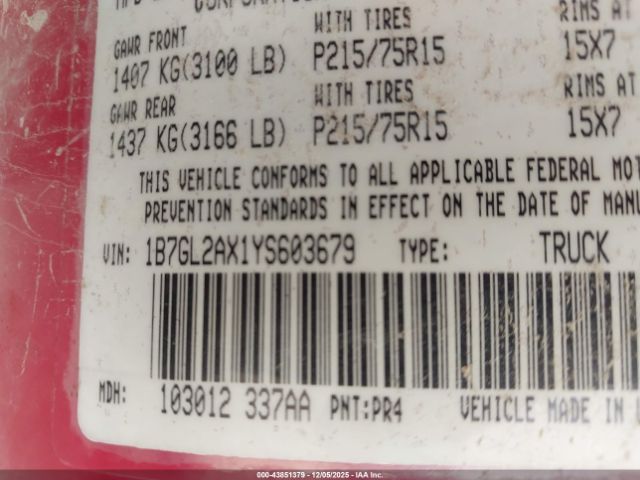 WITH TIRES RIMS AT
GAWR FRONT
1407 KG(3100 LB) P215/75R15 15X7
WITH TIRES RIMS AT
GAWR REAR
1437 KG(3166 LB) P215/75R15 15X7
THIS VEHICLE CONFORMS TO ALL APPLICABLE FEDERAL MOT
PREVENTION STANDARDS IN EFFECT ON THE DATE OF MANU
VIN: 1B7GL2AX1YS603679 TYPE: TRUCK
MDH: 103012 337AA PNT:PR4 VEHICLE MADE IN
000-43851379 - 12/05/2025 - IAAI.COM